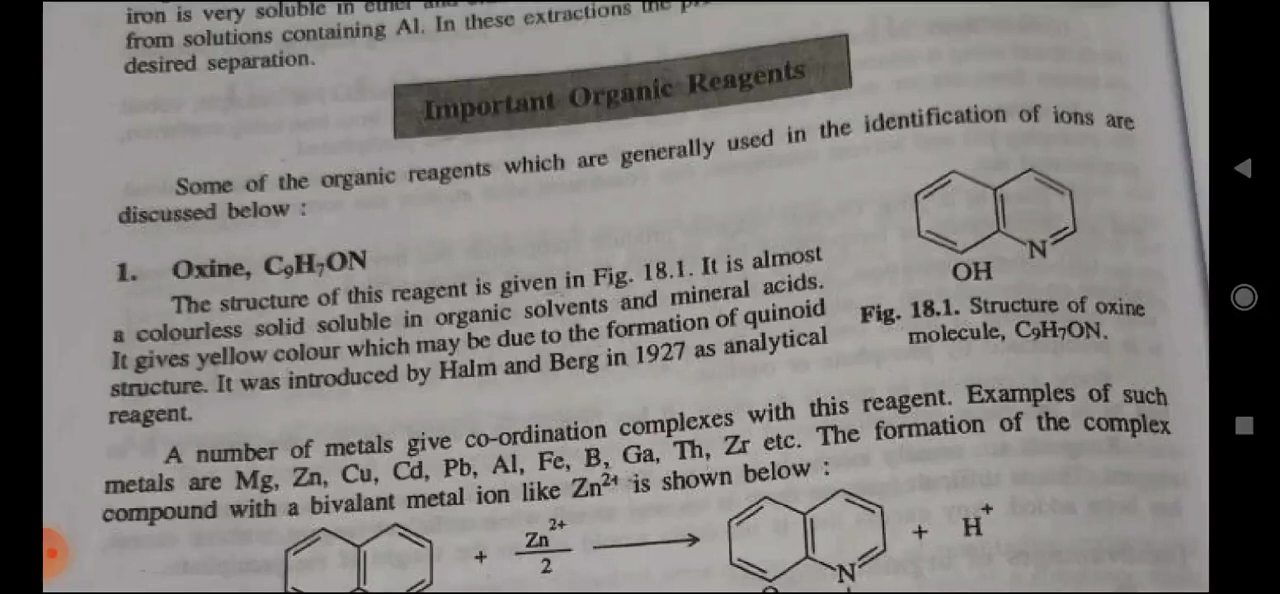 iron is very soluble in ether
from solutions containing Al. In these extractions the
desired separation.
Important Organic Reagents
Some of the organic reagents which are generally used in the identification of ions are
discussed below :
1. Oxine, C₉H₇ON
The structure of this reagent is given in Fig. 18.1. It is almost
a colourless solid soluble in organic solvents and mineral acids.
It gives yellow colour which may be due to the formation of quinoid
structure. It was introduced by Halm and Berg in 1927 as analytical
reagent.
N
OH
Fig. 18.1. Structure of oxine
molecule, C₉H₇ON.
A number of metals give co-ordination complexes with this reagent. Examples of such
metals are Mg, Zn, Cu, Cd, Pb, Al, Fe, B, Ga, Th, Zr etc. The formation of the complex
compound with a bivalant metal ion like Zn²⁺ is shown below :
+ Zn²⁺/2 → N + H⁺